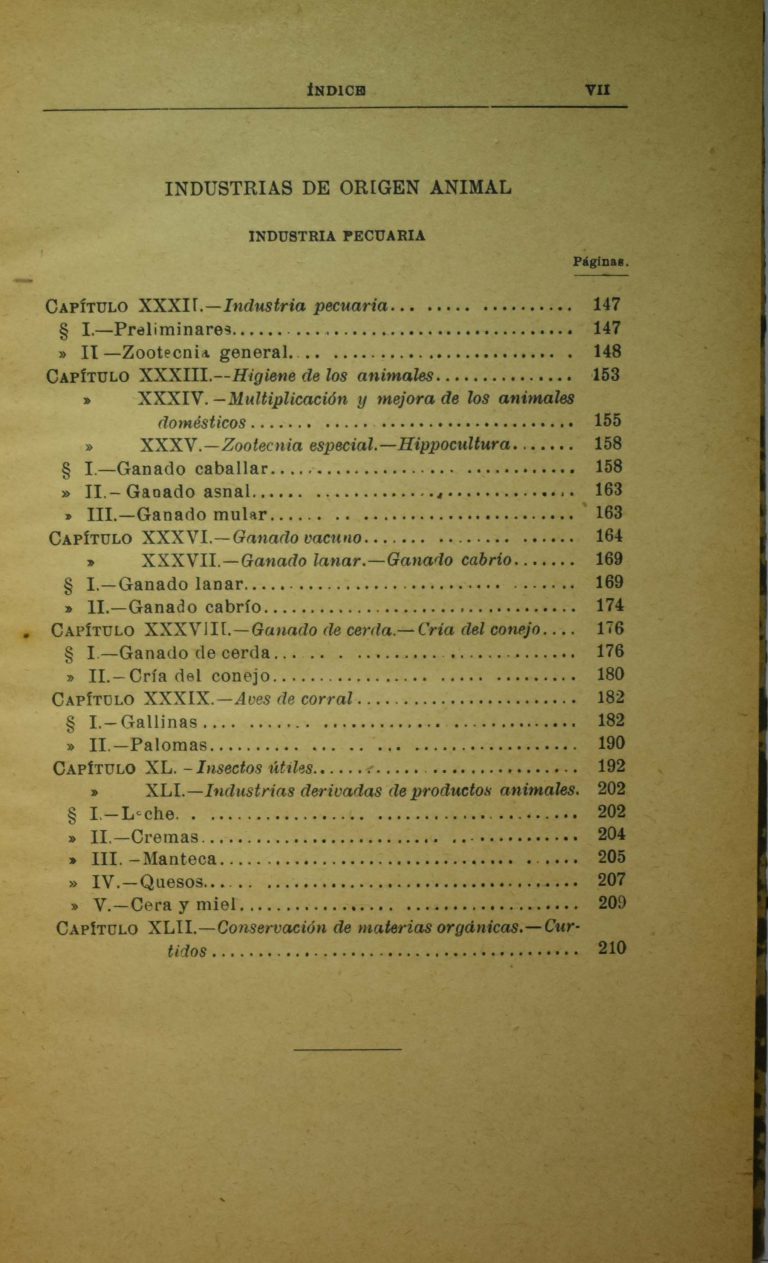 ÍNDICE VII
INDUSTRIAS DE ORIGEN ANIMAL
INDUSTRIA PECUARIA
Páginas.
CAPÍTULO XXXII.—Industria pecuaria... ........ .......... 147
§ I.—Preliminares.................................... 147
» II —Zootecnia general. .. ....................... . 148
CAPÍTULO XXXIII.--Higiene de los animales............... 153
» XXXIV.—Multiplicación y mejora de los animales
domésticos.................................. 155
» XXXV.—Zootecnia especial.—Hippocultura....... 158
§ I.—Ganado caballar................................ 158
» II.—Ganado asnal.................................. 163
» III.—Ganado mular................................ 163
CAPÍTULO XXXVI.—Ganado vacuno....................... 164
» XXXVII.—Ganado lanar.—Ganado cabrio....... 169
§ I.—Ganado lanar................................... 169
» II.—Ganado cabrío................................. 174
CAPÍTULO XXXVIII.—Ganado de cerda.—Cria del conejo.... 176
§ I.—Ganado de cerda................................ 176
» II.—Cría del conejo................................ 180
CAPÍTULO XXXIX.—Aves de corral........................ 182
§ I.—Gallinas....................................... 182
» II.—Palomas...................................... 190
CAPÍTULO XL. -Insectos útiles............................ 192
» XLI.—Industrias derivadas de productos animales. 202
§ I.—Leche. . ...................................... 202
» II.—Cremas....................................... 204
» III. —Manteca..................................... 205
» IV.—Quesos....................................... 207
» V.—Cera y miel.................................... 209
CAPÍTULO XLII.—Conservación de materias orgánicas.—Cur-
tidos........................................ 210